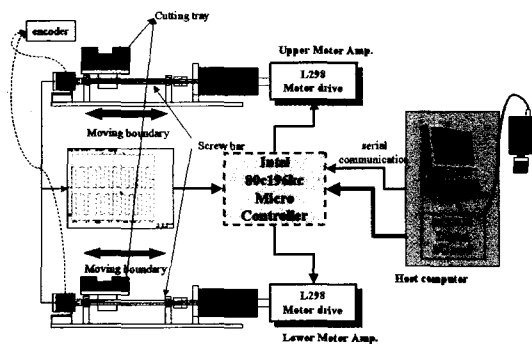 Cutting tray
encoder
Upper Motor Amp.
L298
Motor drive
Moving boundary
Screw bar
serial
communication
Intel
80c196kc
Micro
Controller
Moving boundary
Host computer
L298
Motor drive
Lower Motor Amp.